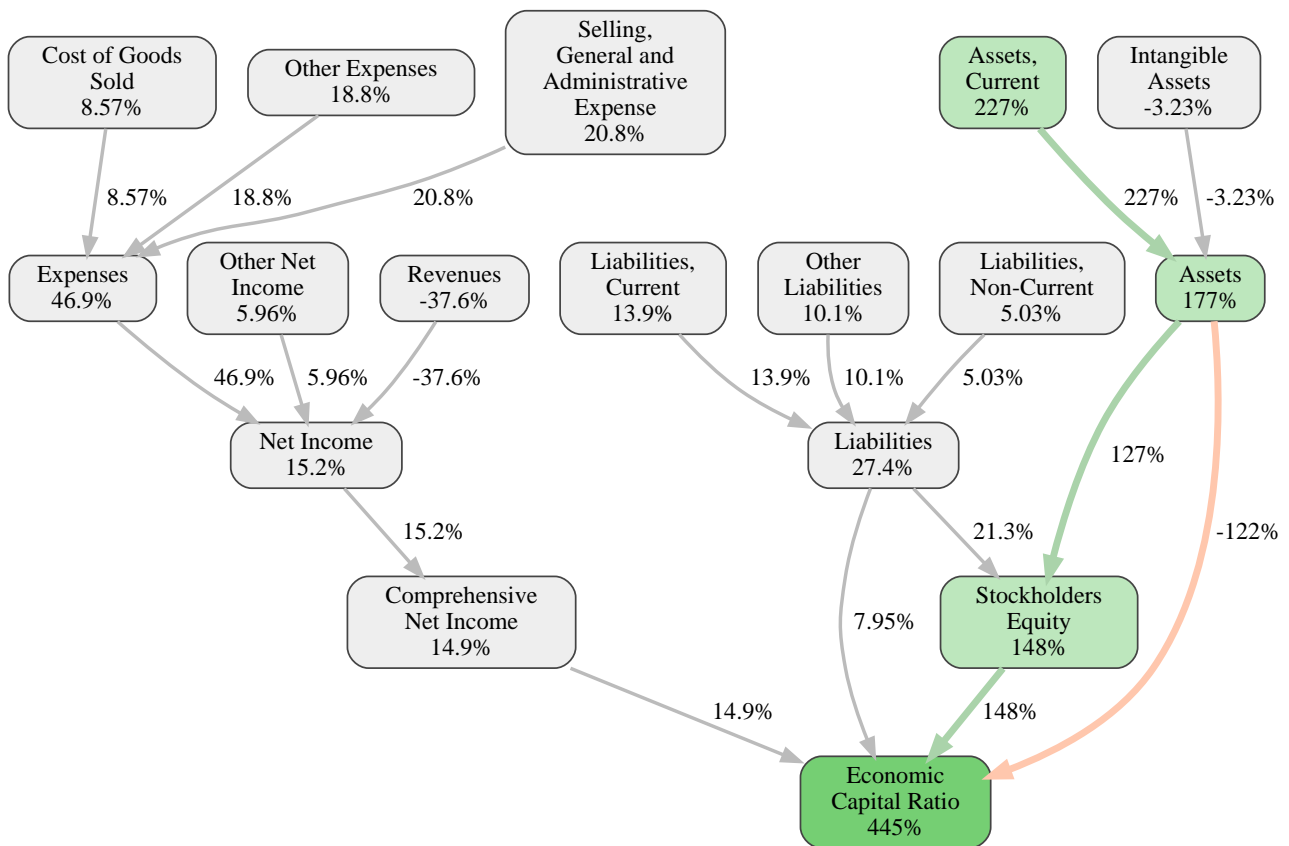 Cost of Goods
Sold
8.57%
Other Expenses
18.8%
Selling,
General and
Administrative
Expense
20.8%
Assets,
Current
227%
Intangible
Assets
-3.23%
8.57%
18.8%
20.8%
227%
-3.23%
Expenses
46.9%
Other Net
Income
5.96%
Revenues
-37.6%
Liabilities,
Current
13.9%
Other
Liabilities
10.1%
Liabilities,
Non-Current
5.03%
Assets
177%
46.9%
5.96%
-37.6%
13.9%
10.1%
5.03%
Net Income
15.2%
Liabilities
27.4%
127%
15.2%
21.3%
-122%
Comprehensive
Net Income
14.9%
7.95%
Stockholders
Equity
148%
14.9%
148%
Economic
Capital Ratio
445%